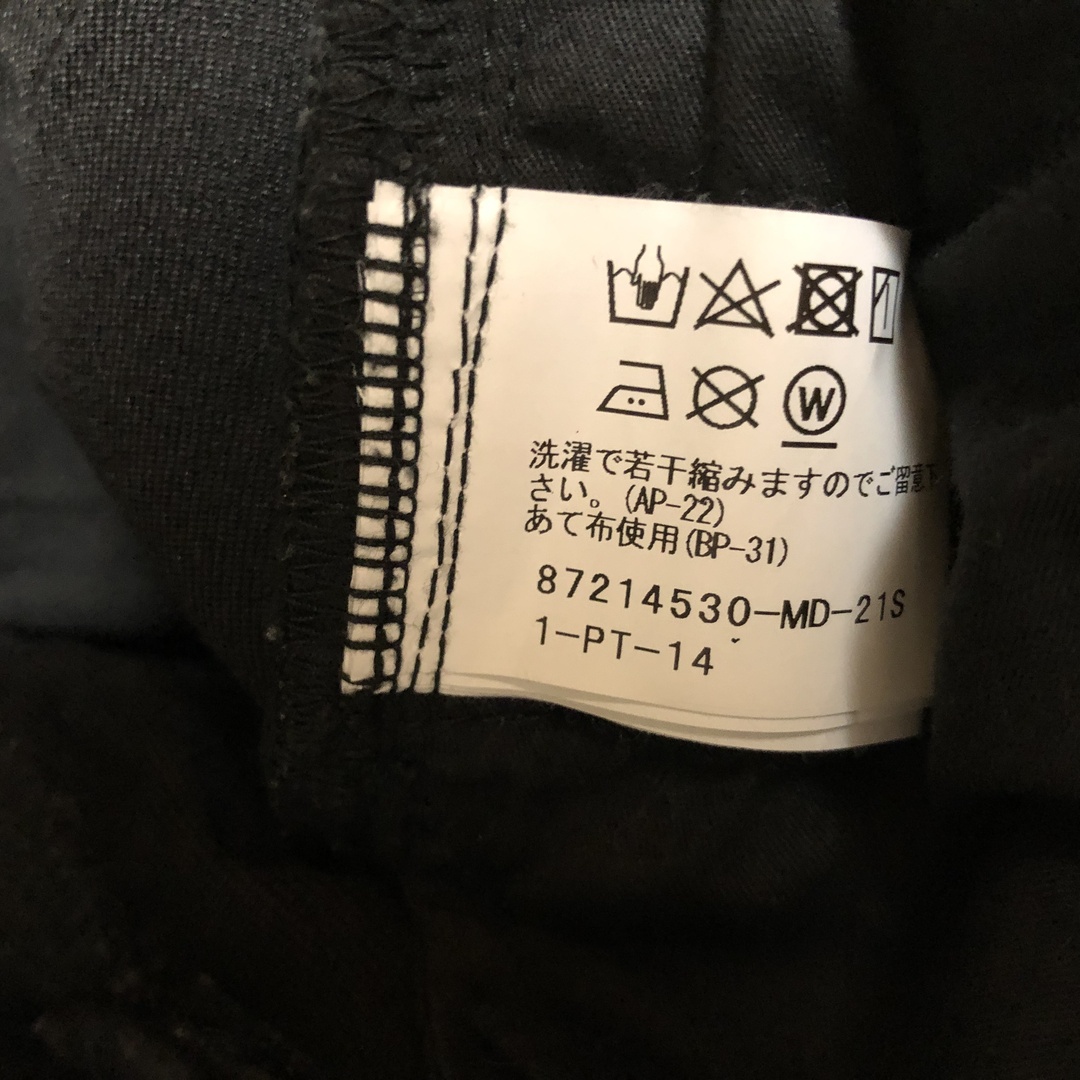 W
洗濯で若干縮みますのでご留意下
さい。(AP-22)
あて布使用(BP-31)
87214530-MD-21S
1-PT-14